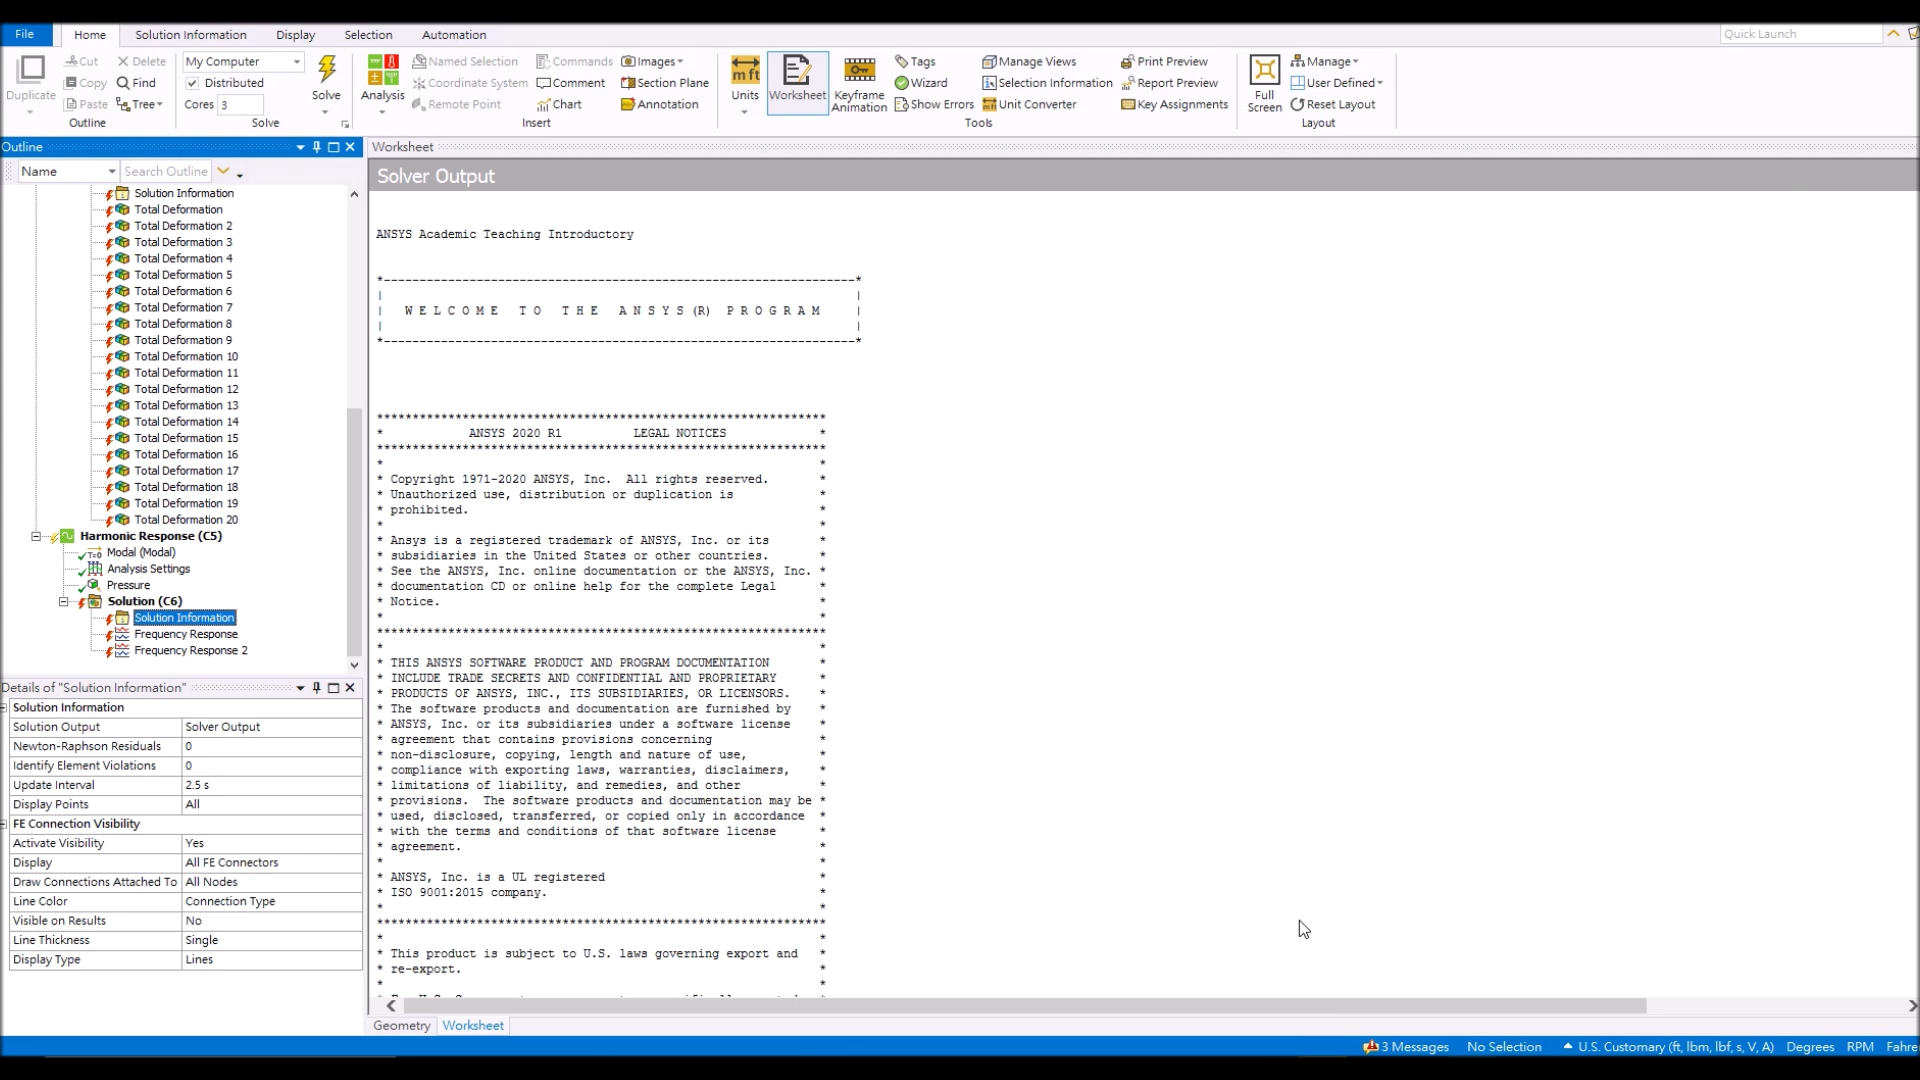 File Home Solution Information Display Selection Automation Quick Launch
Duplicate Cut Copy Paste Delete Find Tree Outline
My Computer
Distributed
Cores 3
Solve
Solve
Analysis
Named Selection
Coordinate System
Remote Point
Commands
Comment
Chart
Images
Section Plane
Annotation
Insert
Units
Worksheet
Keyframe
Animation
Tags
Wizard
Show Errors
Manage Views
Selection Information
Unit Converter
Print Preview
Report Preview
Key Assignments
Tools
Full
Screen
Manage
User Defined
Reset Layout
Layout
Outline
Name Search Outline
Solution Information
Total Deformation
Total Deformation 2
Total Deformation 3
Total Deformation 4
Total Deformation 5
Total Deformation 6
Total Deformation 7
Total Deformation 8
Total Deformation 9
Total Deformation 10
Total Deformation 11
Total Deformation 12
Total Deformation 13
Total Deformation 14
Total Deformation 15
Total Deformation 16
Total Deformation 17
Total Deformation 18
Total Deformation 19
Total Deformation 20
Harmonic Response (C5)
Modal (Modal)
Analysis Settings
Pressure
Solution (C6)
Solution Information
Frequency Response
Frequency Response 2
Details of "Solution Information"
Solution Information
Solution Output Solver Output
Newton-Raphson Residuals 0
Identify Element Violations 0
Update Interval 2.5 s
Display Points All
FE Connection Visibility
Activate Visibility Yes
Display All FE Connectors
Draw Connections Attached To All Nodes
Line Color Connection Type
Visible on Results No
Line Thickness Single
Display Type Lines
Worksheet
Solver Output
ANSYS Academic Teaching Introductory
*------------------------------------------------------------------*
| |
| W E L C O M E T O T H E A N S Y S (R) P R O G R A M |
| |
*------------------------------------------------------------------*
***************************************************************
* ANSYS 2020 R1 LEGAL NOTICES *
***************************************************************
* *
* Copyright 1971-2020 ANSYS, Inc. All rights reserved. *
* Unauthorized use, distribution or duplication is *
* prohibited. *
* *
* Ansys is a registered trademark of ANSYS, Inc. or its *
* subsidiaries in the United States or other countries. *
* See the ANSYS, Inc. online documentation or the ANSYS, Inc. *
* documentation CD or online help for the complete Legal *
* Notice. *
* *
***************************************************************
* *
* THIS ANSYS SOFTWARE PRODUCT AND PROGRAM DOCUMENTATION *
* INCLUDE TRADE SECRETS AND CONFIDENTIAL AND PROPRIETARY *
* PRODUCTS OF ANSYS, INC., ITS SUBSIDIARIES, OR LICENSORS. *
* The software products and documentation are furnished by *
* ANSYS, Inc. or its subsidiaries under a software license *
* agreement that contains provisions concerning *
* non-disclosure, copying, length and nature of use, *
* compliance with exporting laws, warranties, disclaimers, *
* limitations of liability, and remedies, and other *
* provisions. The software products and documentation may be *
* used, disclosed, transferred, or copied only in accordance *
* with the terms and conditions of that software license *
* agreement. *
* *
* ANSYS, Inc. is a UL registered *
* ISO 9001:2015 company. *
* *
***************************************************************
* *
* This product is subject to U.S. laws governing export and *
* re-export. *
* *
Geometry Worksheet
3 Messages No Selection U.S. Customary (ft, lbm, lbf, s, V, A) Degrees RPM Fahre